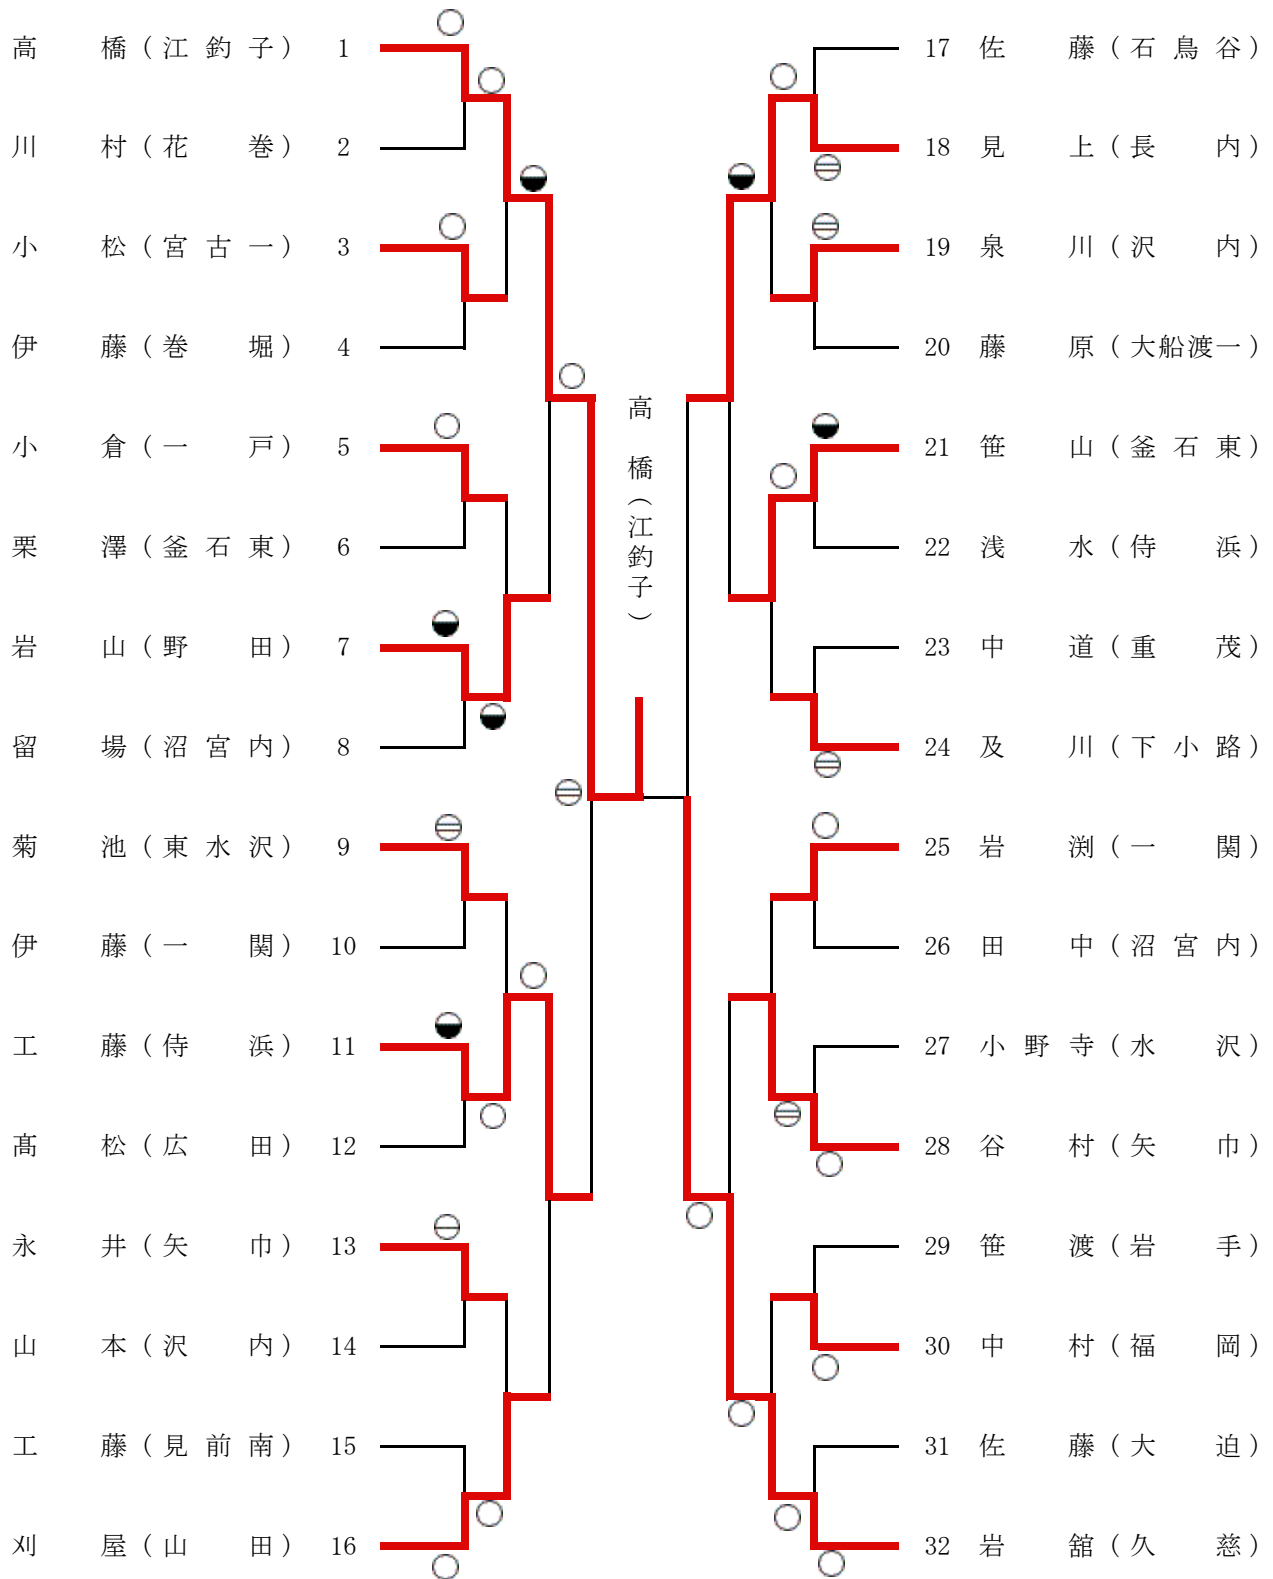 高橋（江釣子） 1
川村（花巻） 2
小松（宮古一） 3
伊藤（巻堀） 4
小倉（一戸） 5
栗澤（釜石東） 6
岩山（野田） 7
留場（沼宮内） 8
菊池（東水沢） 9
伊藤（一関） 10
工藤（侍浜） 11
髙松（広田） 12
永井（矢巾） 13
山本（沢内） 14
工藤（見前南） 15
刈屋（山田） 16
高橋（江釣子）
17 佐藤（石鳥谷）
18 見上（長内）
19 泉川（沢内）
20 藤原（大船渡一）
21 笹山（釜石東）
22 浅水（侍浜）
23 中道（重茂）
24 及川（下小路）
25 岩渕（一関）
26 田中（沼宮内）
27 小野寺（水沢）
28 谷村（矢巾）
29 笹渡（岩手）
30 中村（福岡）
31 佐藤（大迫）
32 岩舘（久慈）